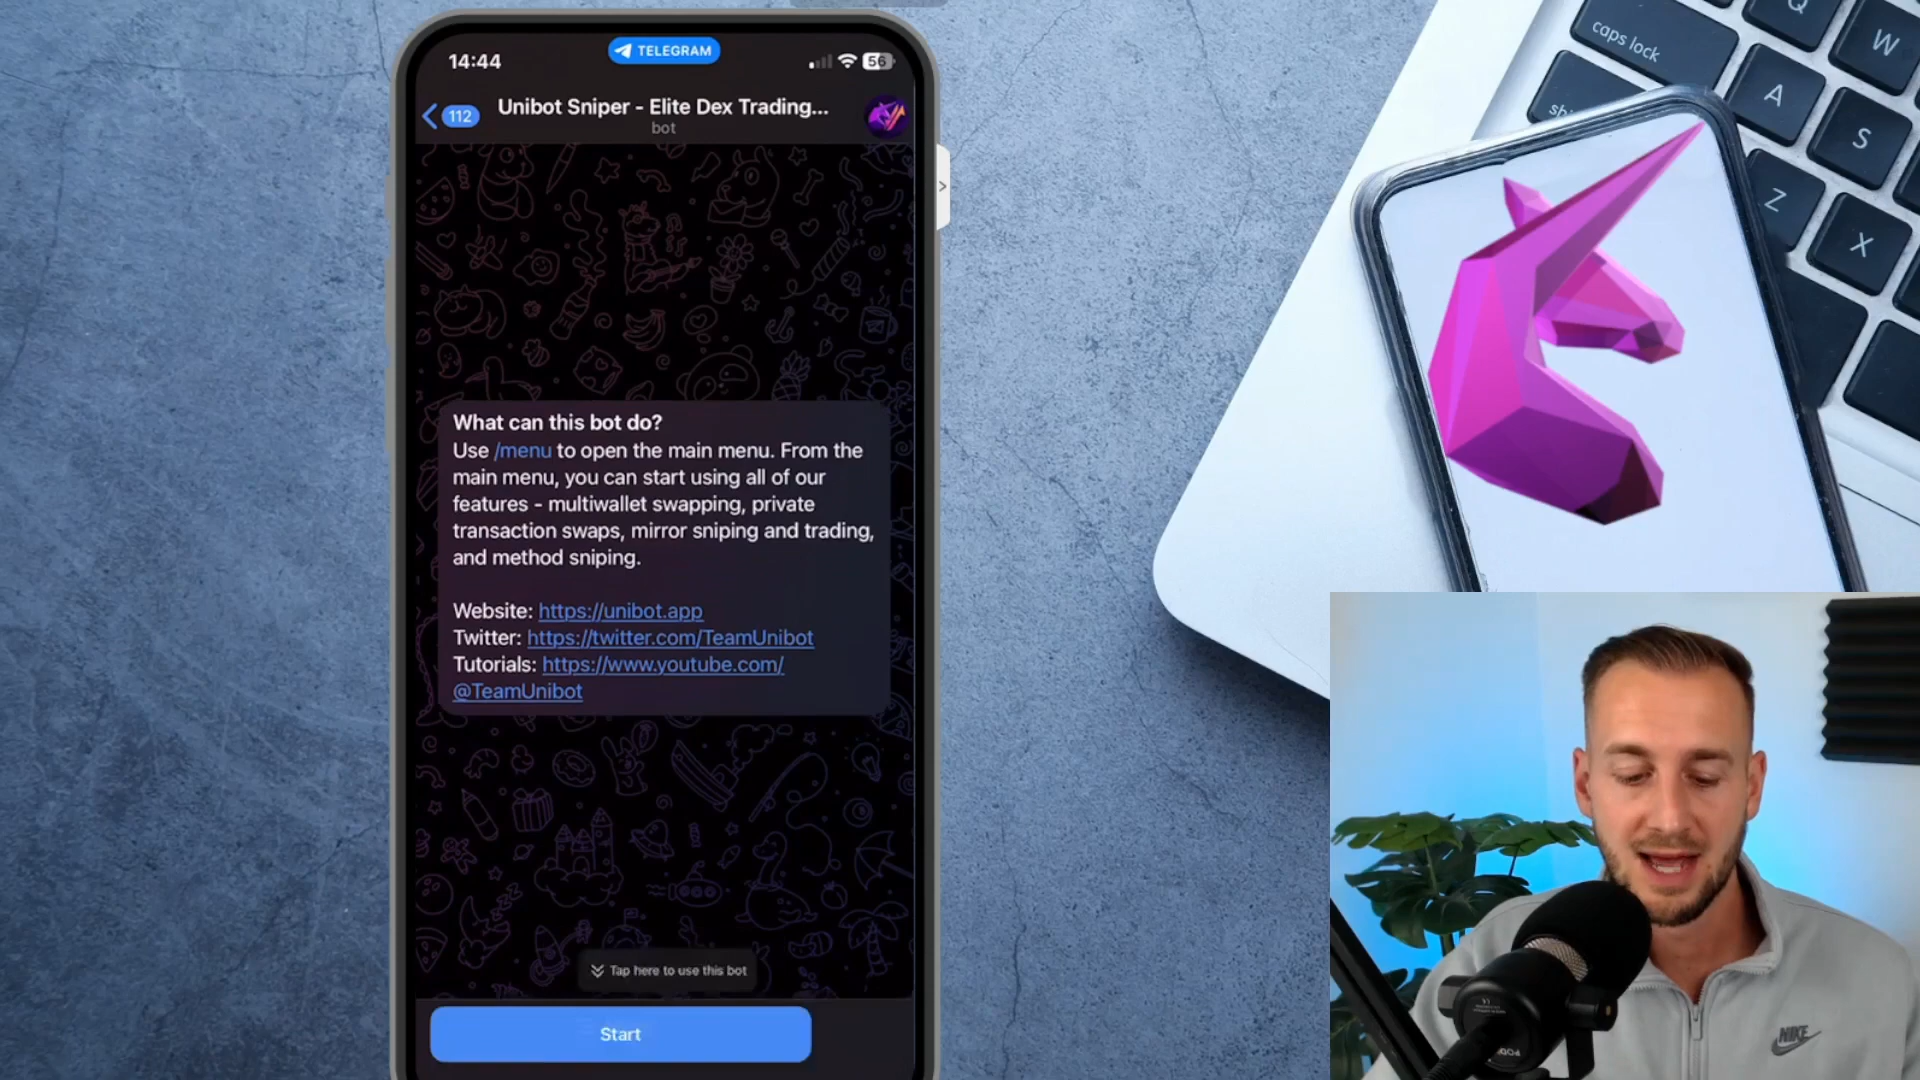 14:44
TELEGRAM
56
112
Unibot Sniper - Elite Dex Trading...
bot
What can this bot do?
Use /menu to open the main menu. From the
main menu, you can start using all of our
features - multiwallet swapping, private
transaction swaps, mirror sniping and trading,
and method sniping.
Website: https://unibot.app
Twitter: https://twitter.com/TeamUnibot
Tutorials: https://www.youtube.com/
@TeamUnibot
Tap here to use this bot
Start
caps lock
Q
W
A
S
Z
X
NIKE